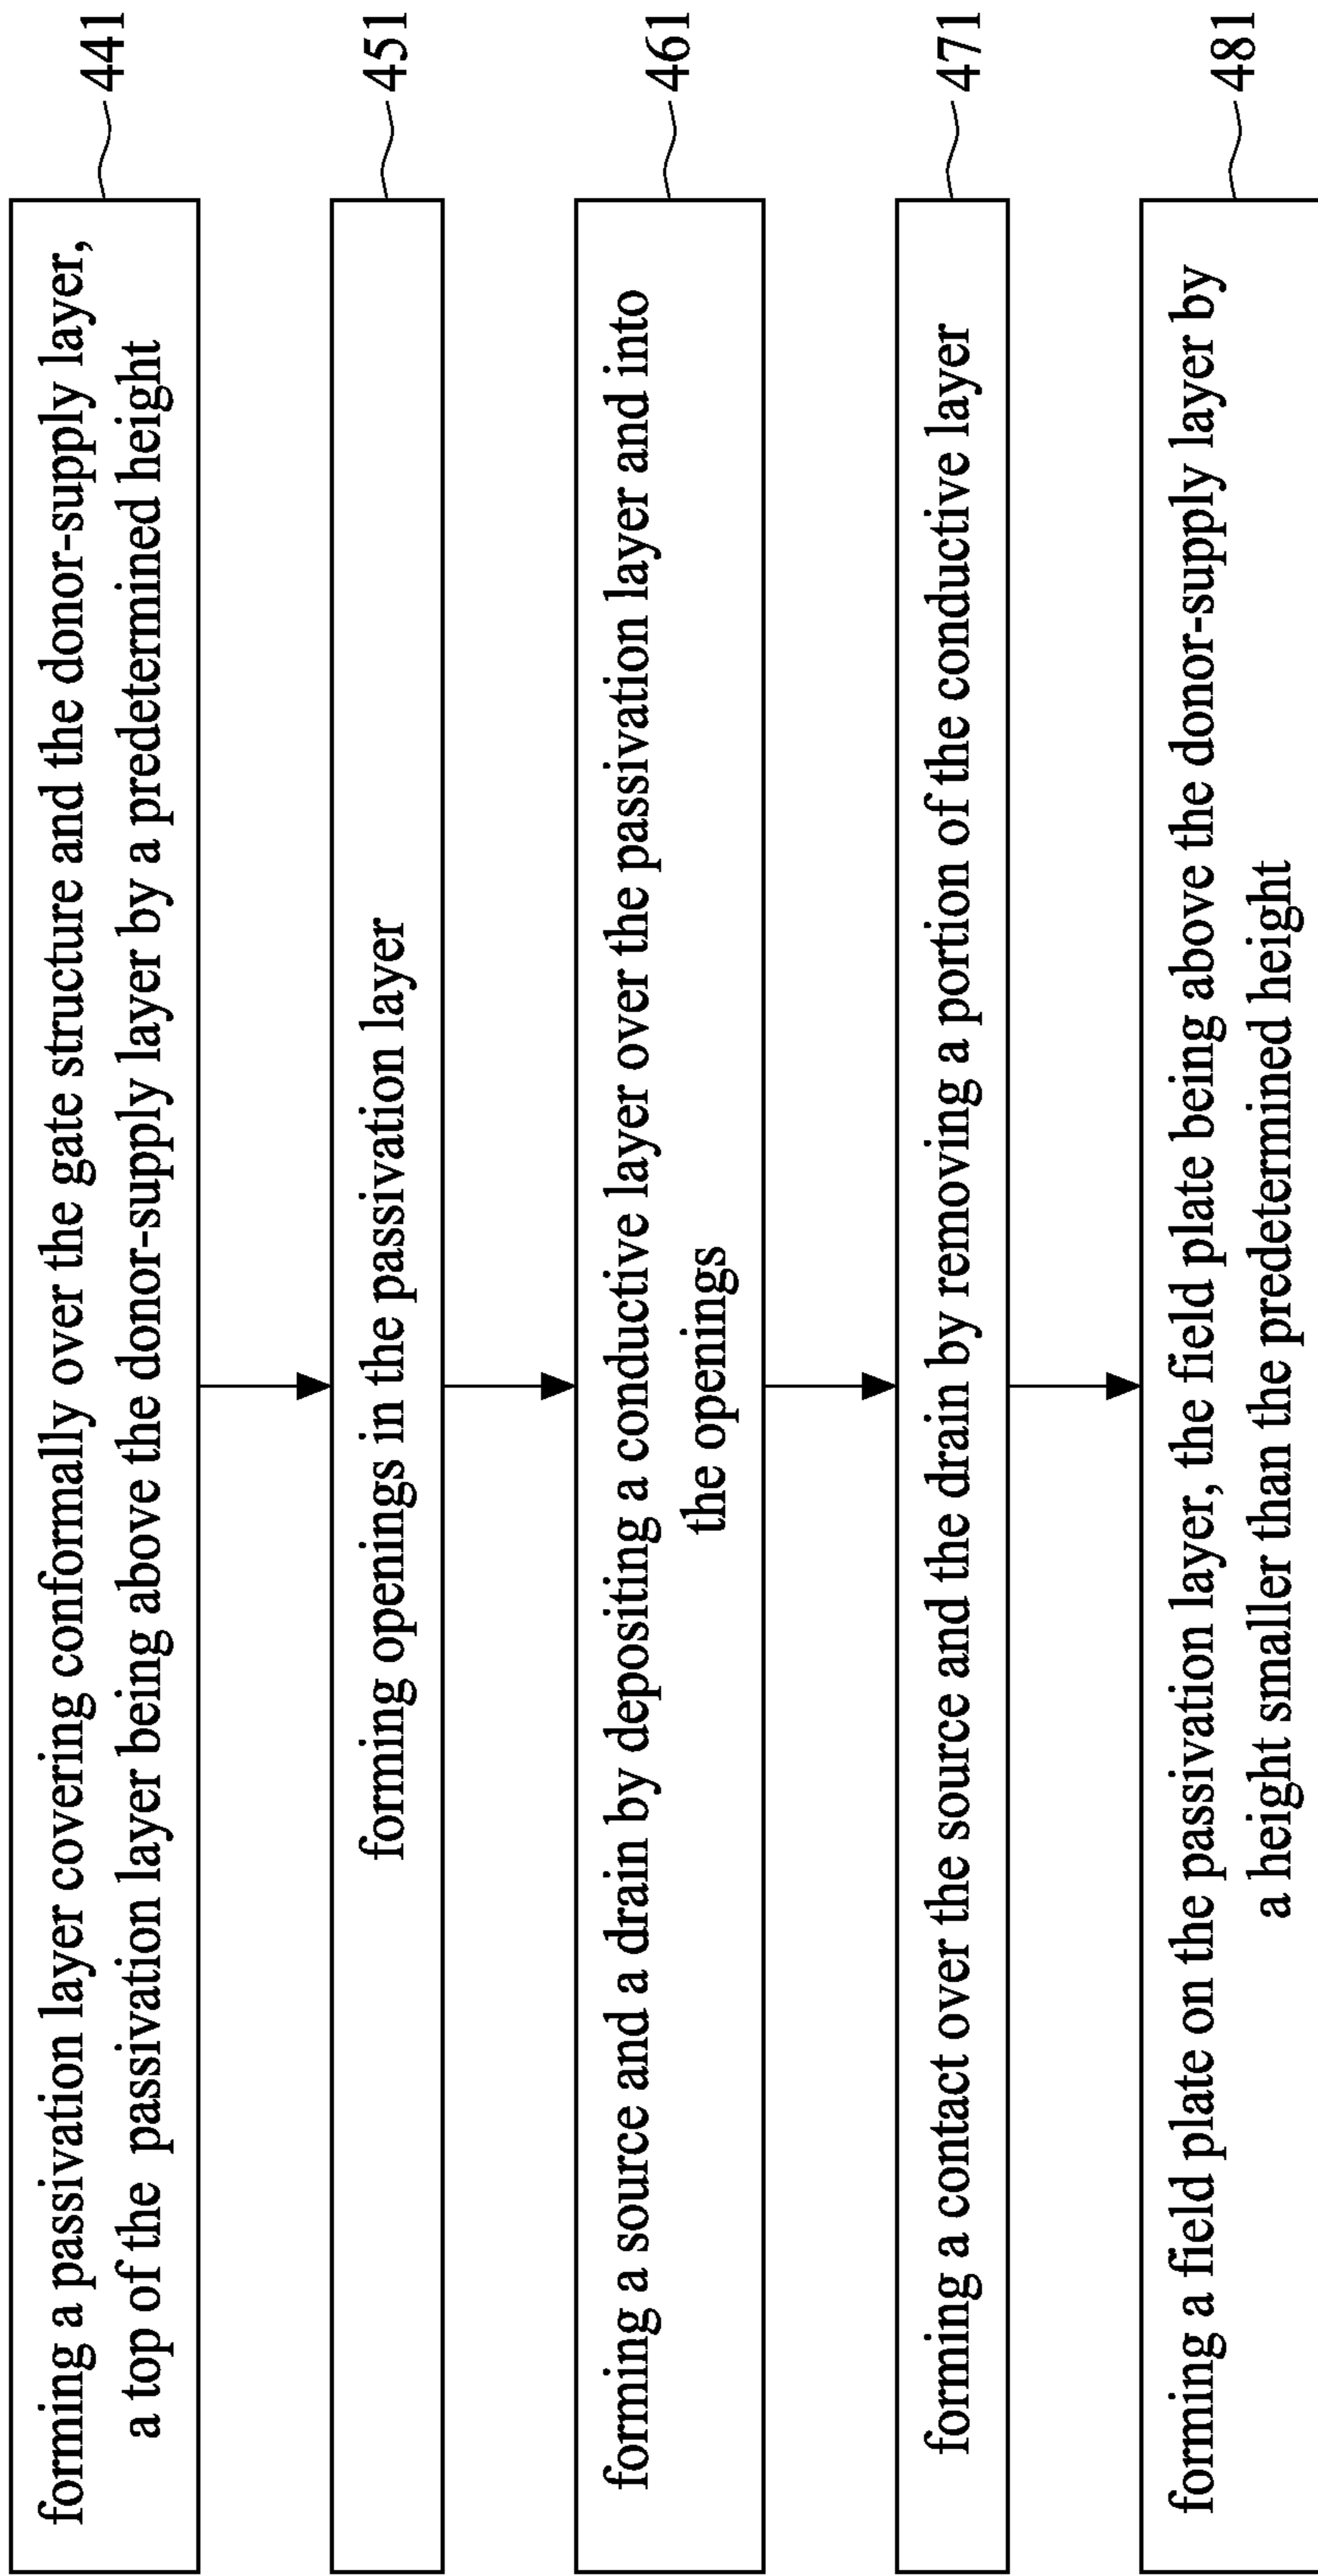 forming a passivation layer covering conformally over the gate structure and the donor-supply layer,
a top of the passivation layer being above the donor-supply layer by a predetermined height
441
forming openings in the passivation layer
451
forming a source and a drain by depositing a conductive layer over the passivation layer and into
the openings
461
forming a contact over the source and the drain by removing a portion of the conductive layer
471
forming a field plate on the passivation layer, the field plate being above the donor-supply layer by
a height smaller than the predetermined height
481